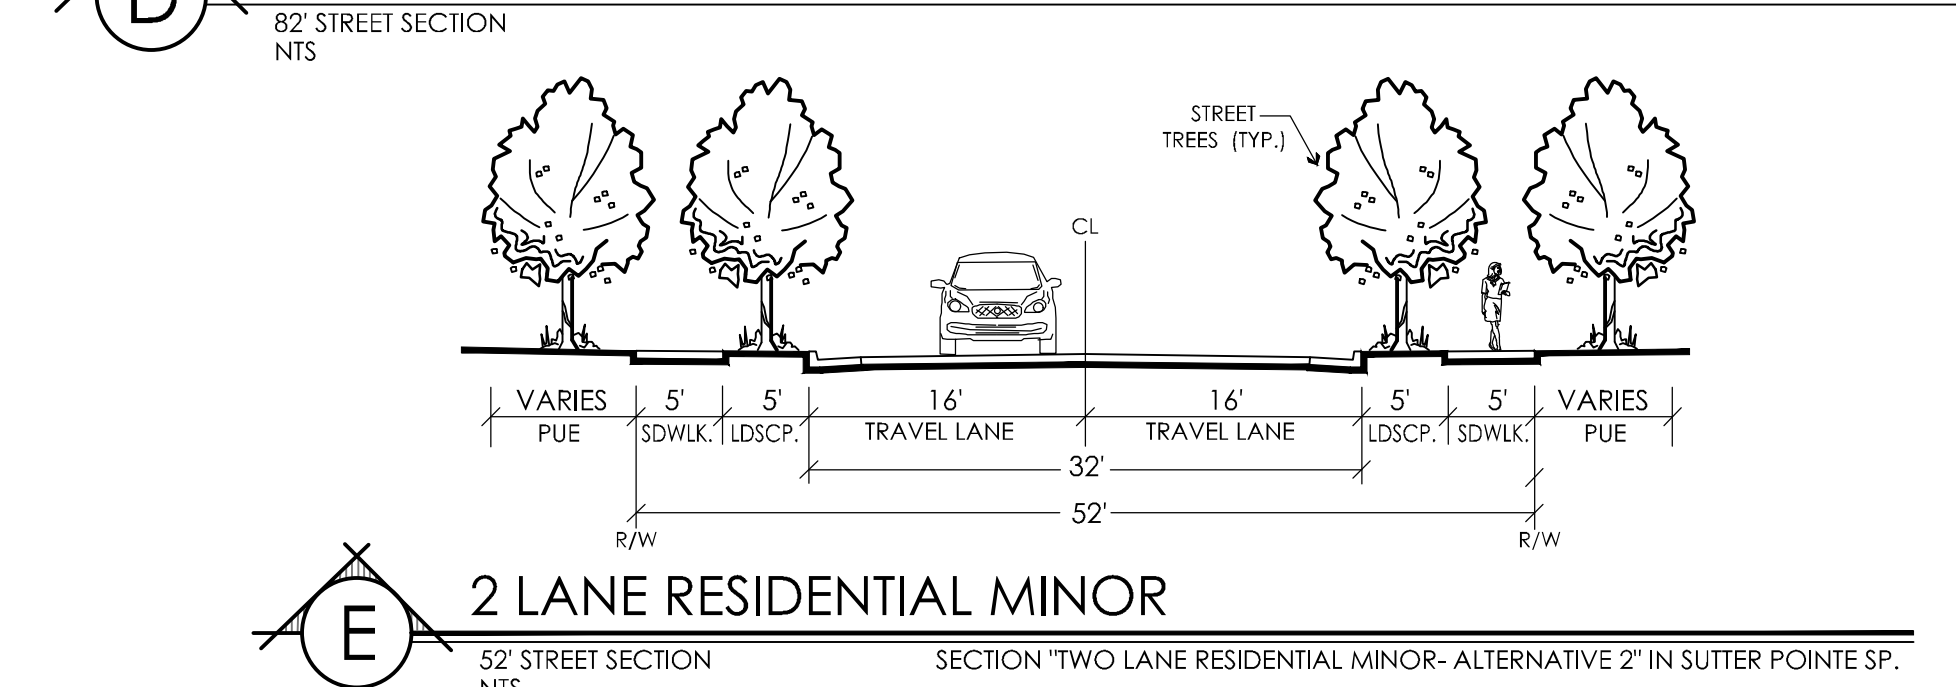 D
82' STREET SECTION
NTS
STREET
TREES (TYP.)
CL
VARIES 5' 5' 16' 16' 5' 5' VARIES
PUE SDWLK. LDSCP. TRAVEL LANE TRAVEL LANE LDSCP. SDWLK. PUE
32'
52'
R/W R/W
E
2 LANE RESIDENTIAL MINOR
52' STREET SECTION SECTION "TWO LANE RESIDENTIAL MINOR- ALTERNATIVE 2" IN SUTTER POINTE SP.
NTS